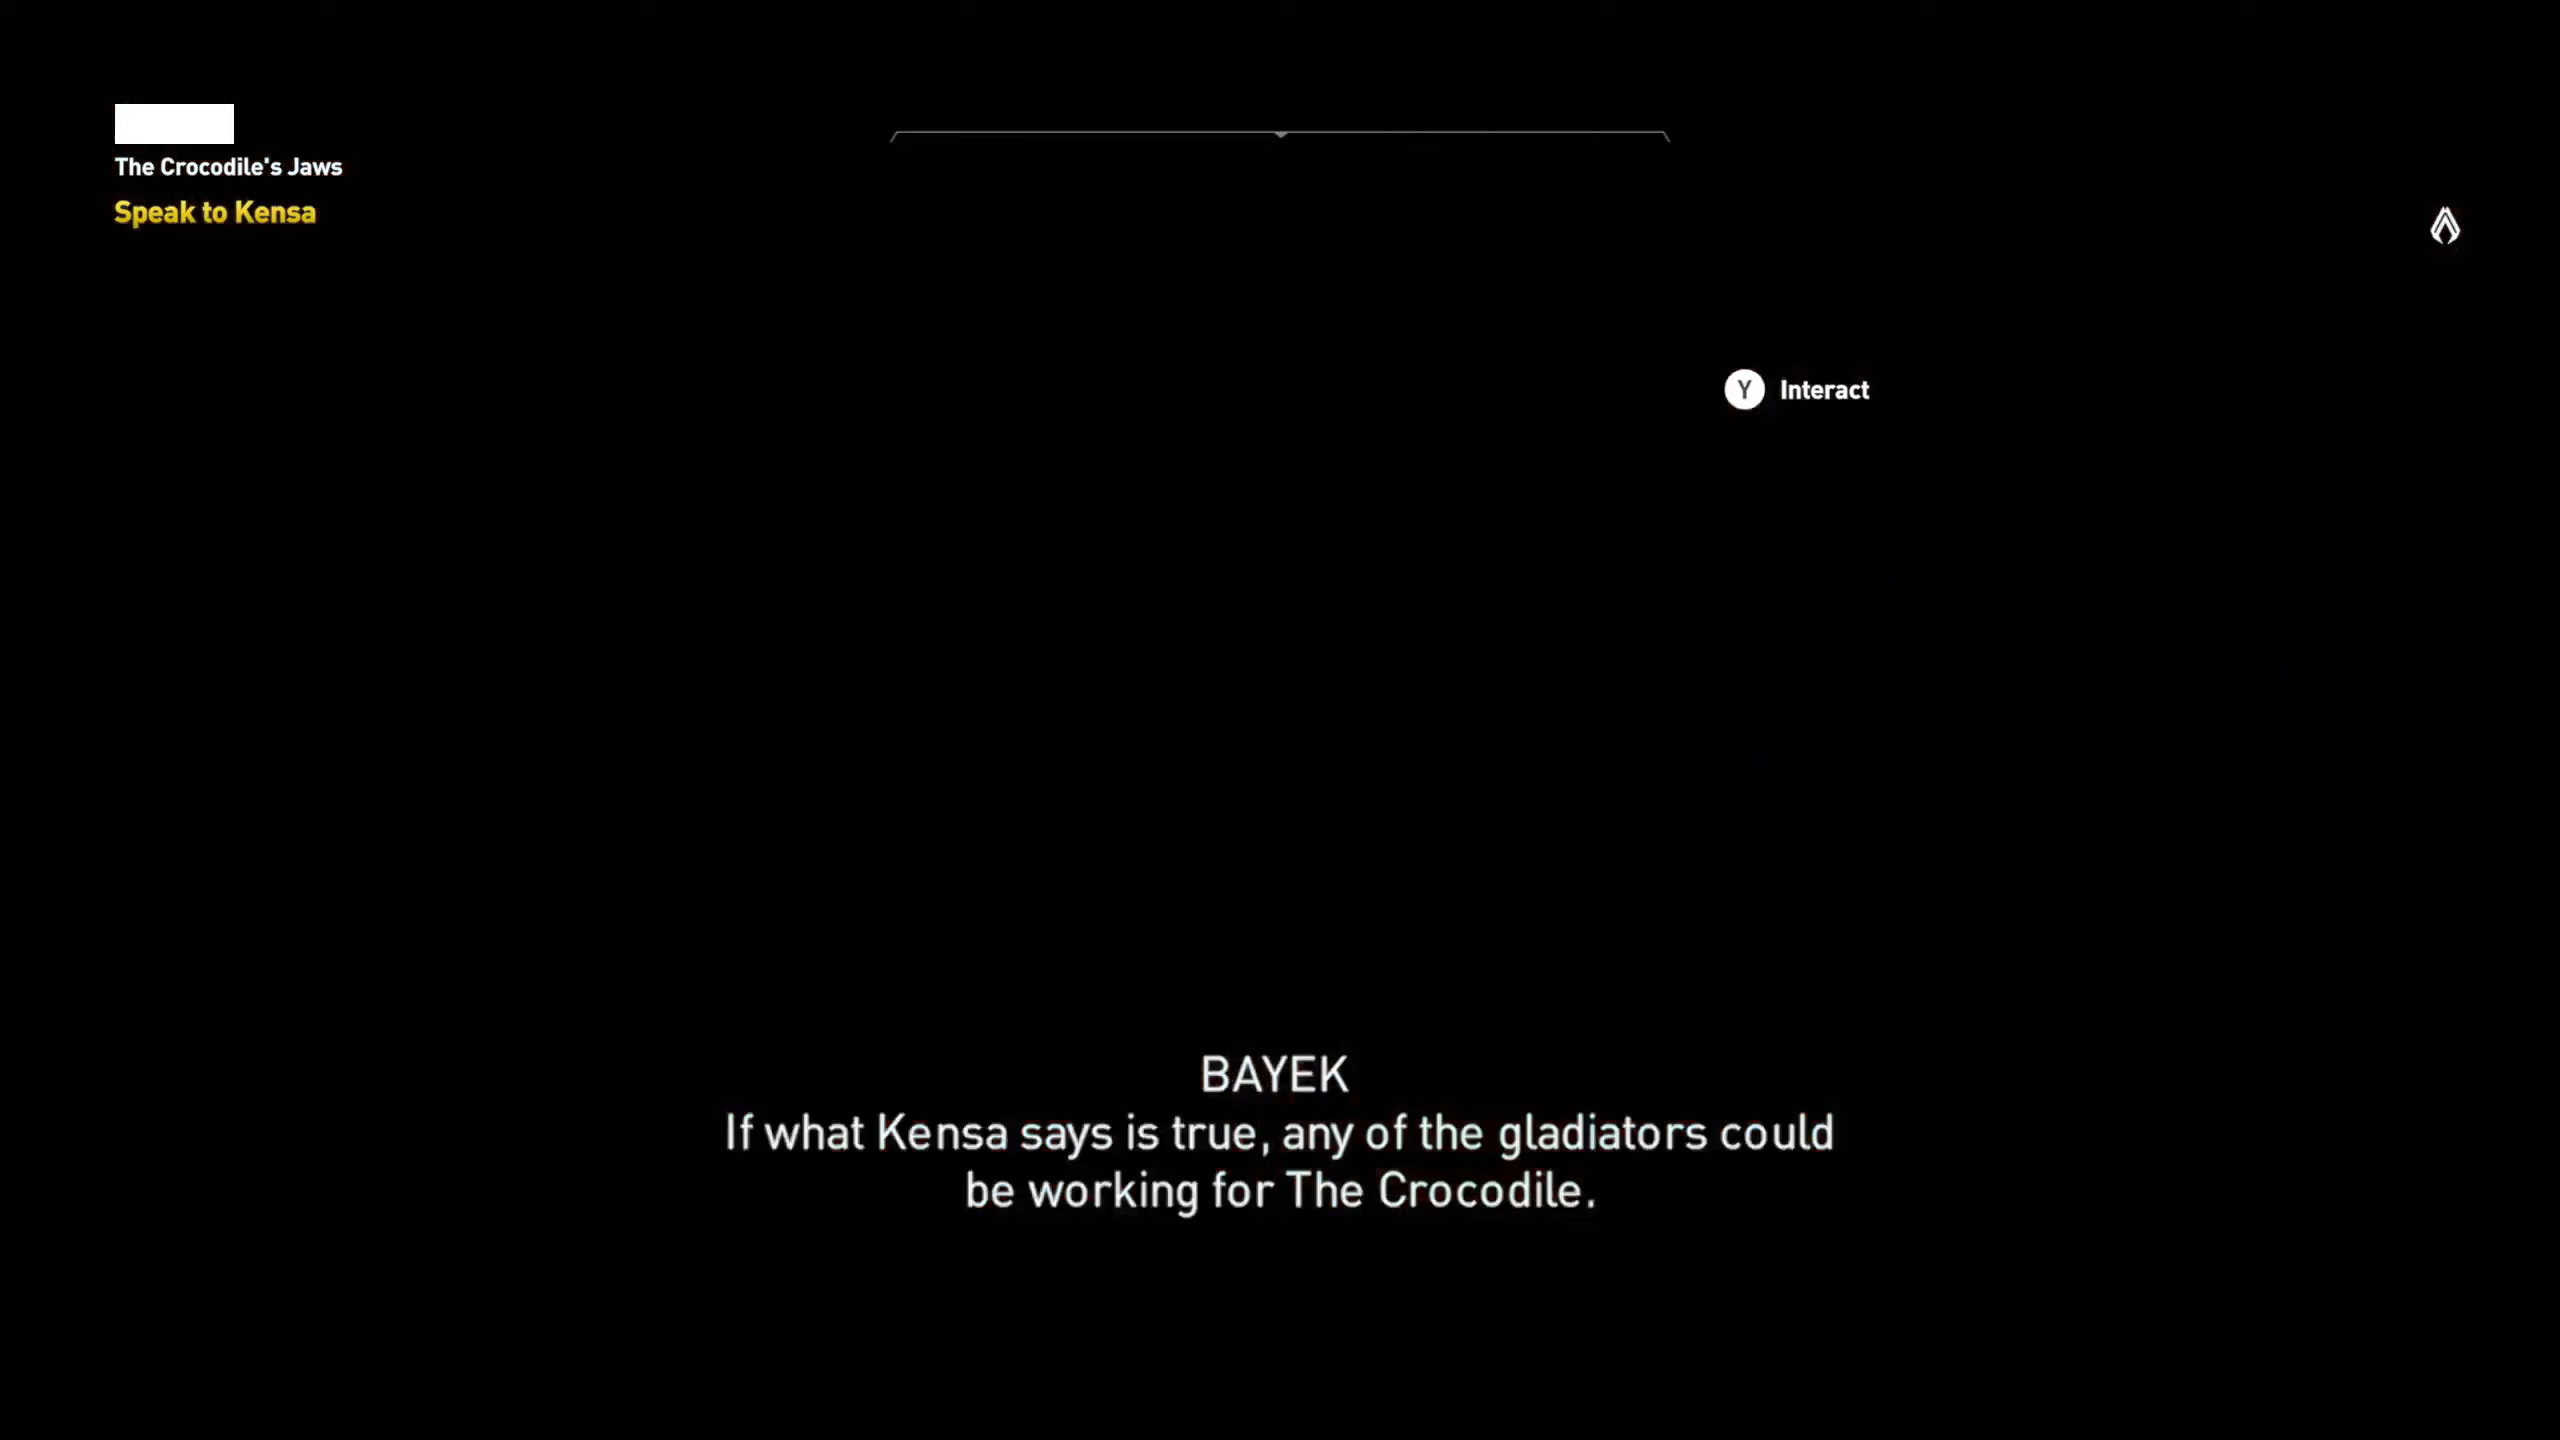 The Crocodile's Jaws
Speak to Kensa
Y Interact
BAYEK
If what Kensa says is true, any of the gladiators could
be working for The Crocodile.